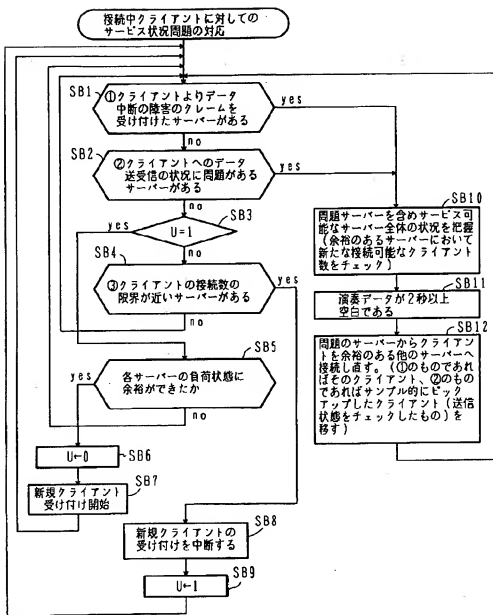 接続中クライアントに対しての
サービス状況問題の対応
SB1
①クライアントよりデータ
中断の障害のクレームを
受け付けたサーバーがある
yes
no
SB2
②クライアントへのデータ
送受信の状況に問題がある
サーバーがある
yes
no
SB3
yes
U=1
no
SB4
③クライアントの接続数の
限界が近いサーバーがある
yes
no
SB5
各サーバーの負荷状態に
余裕ができたか
yes
no
U←0
SB6
SB7
新規クライアント
受け付け開始
SB8
新規クライアントの
受け付けを中断する
U←1
SB9
SB10
問題サーバーを含めサービス可
能なサーバー全体の状況を把握
(余裕のあるサーバーにおいて
新たな接続可能なクライアント
数をチェック)
SB11
演奏データが2秒以上
空白である
SB12
問題のサーバーからクライアン
トを余裕のある他のサーバーへ
接続し直す。(①のものであれ
ばそのクライアント、②のもの
であればサンプル的にピック
アップしたクライアント(送信
状態をチェックしたもの)を
移す)